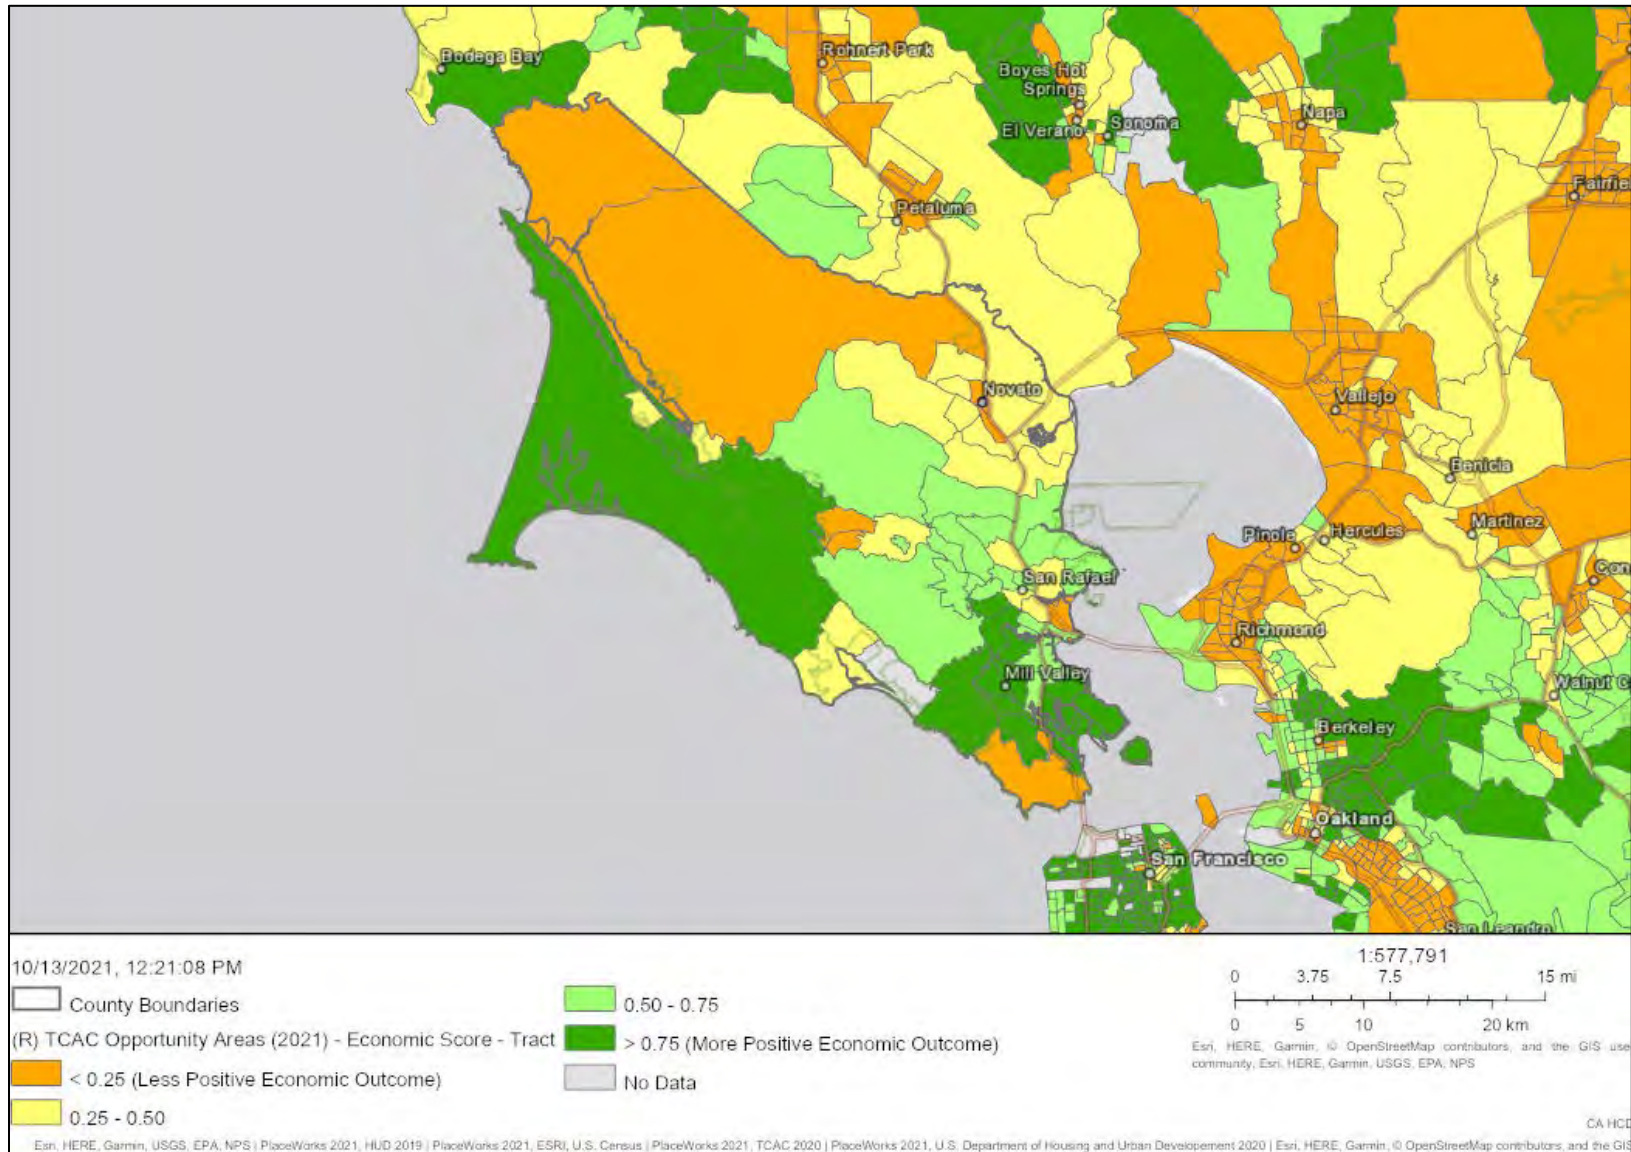 Bodega Bay
Rohnert Park
Boyes Hot
Springs
El Verano
Sonoma
Napa
Fairfie
Petaluma
Novato
Vallejo
Benicia
Martinez
Pinole
Hercules
Con
San Rafael
Richmond
Mill Valley
Walnut C
Berkeley
Oakland
San Francisco
San Leandro
10/13/2021, 12:21:08 PM
County Boundaries
(R) TCAC Opportunity Areas (2021) - Economic Score - Tract
< 0.25 (Less Positive Economic Outcome)
0.25 - 0.50
0.50 - 0.75
> 0.75 (More Positive Economic Outcome)
No Data
1:577,791
0 3.75 7.5 15 mi
0 5 10 20 km
Esri, HERE, Garmin, © OpenStreetMap contributors, and the GIS use
community, Esri, HERE, Garmin, USGS, EPA, NPS
CA HCD
Esri, HERE, Garmin, USGS, EPA, NPS | PlaceWorks 2021, HUD 2019 | PlaceWorks 2021, ESRI, U.S. Census | PlaceWorks 2021, TCAC 2020 | PlaceWorks 2021, U.S. Department of Housing and Urban Developement 2020 | Esri, HERE, Garmin, © OpenStreetMap contributors, and the GIS